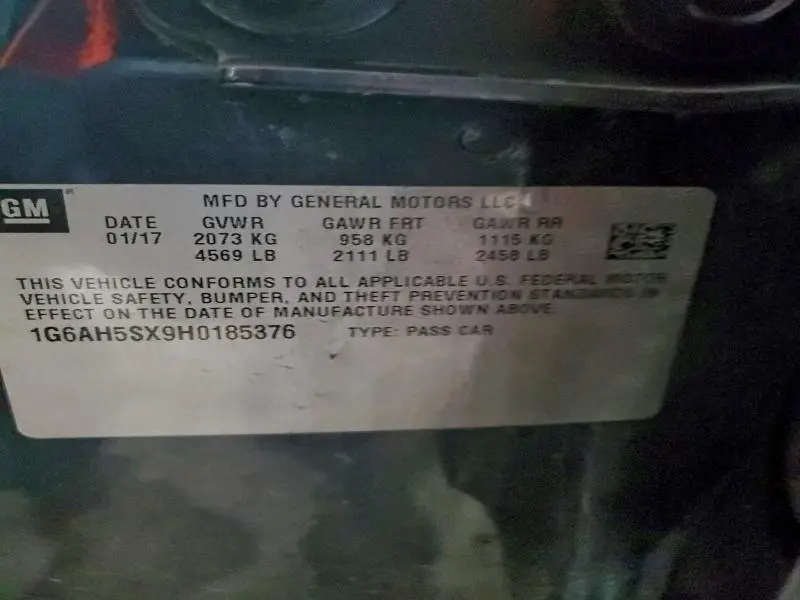 GM
MFD BY GENERAL MOTORS LLC
DATE GVWR GAWR FRT GAWR RR
01/17 2073 KG 958 KG 1115 KG
4569 LB 2111 LB 2458 LB
THIS VEHICLE CONFORMS TO ALL APPLICABLE U.S. FEDERAL MOTOR
VEHICLE SAFETY, BUMPER, AND THEFT PREVENTION STANDARDS IN
EFFECT ON THE DATE OF MANUFACTURE SHOWN ABOVE.
1G6AH5SX9H0185376 TYPE: PASS CAR